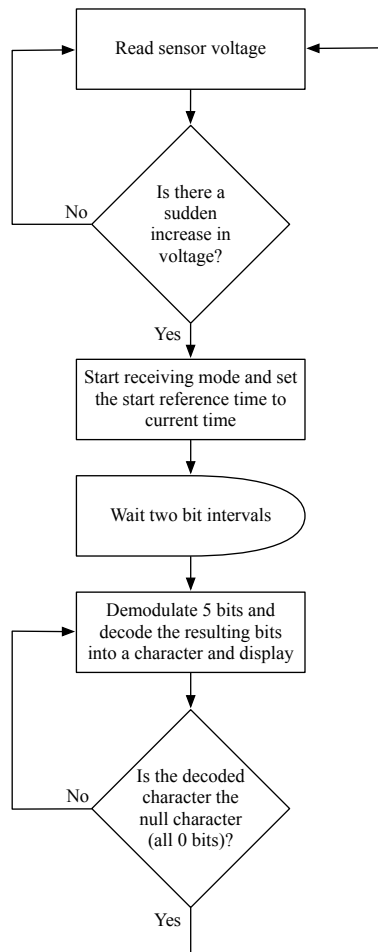 Read sensor voltage
Is there a
sudden
increase in
voltage?
No
Yes
Start receiving mode and set
the start reference time to
current time
Wait two bit intervals
Demodulate 5 bits and
decode the resulting bits
into a character and display
Is the decoded
character the
null character
(all 0 bits)?
No
Yes